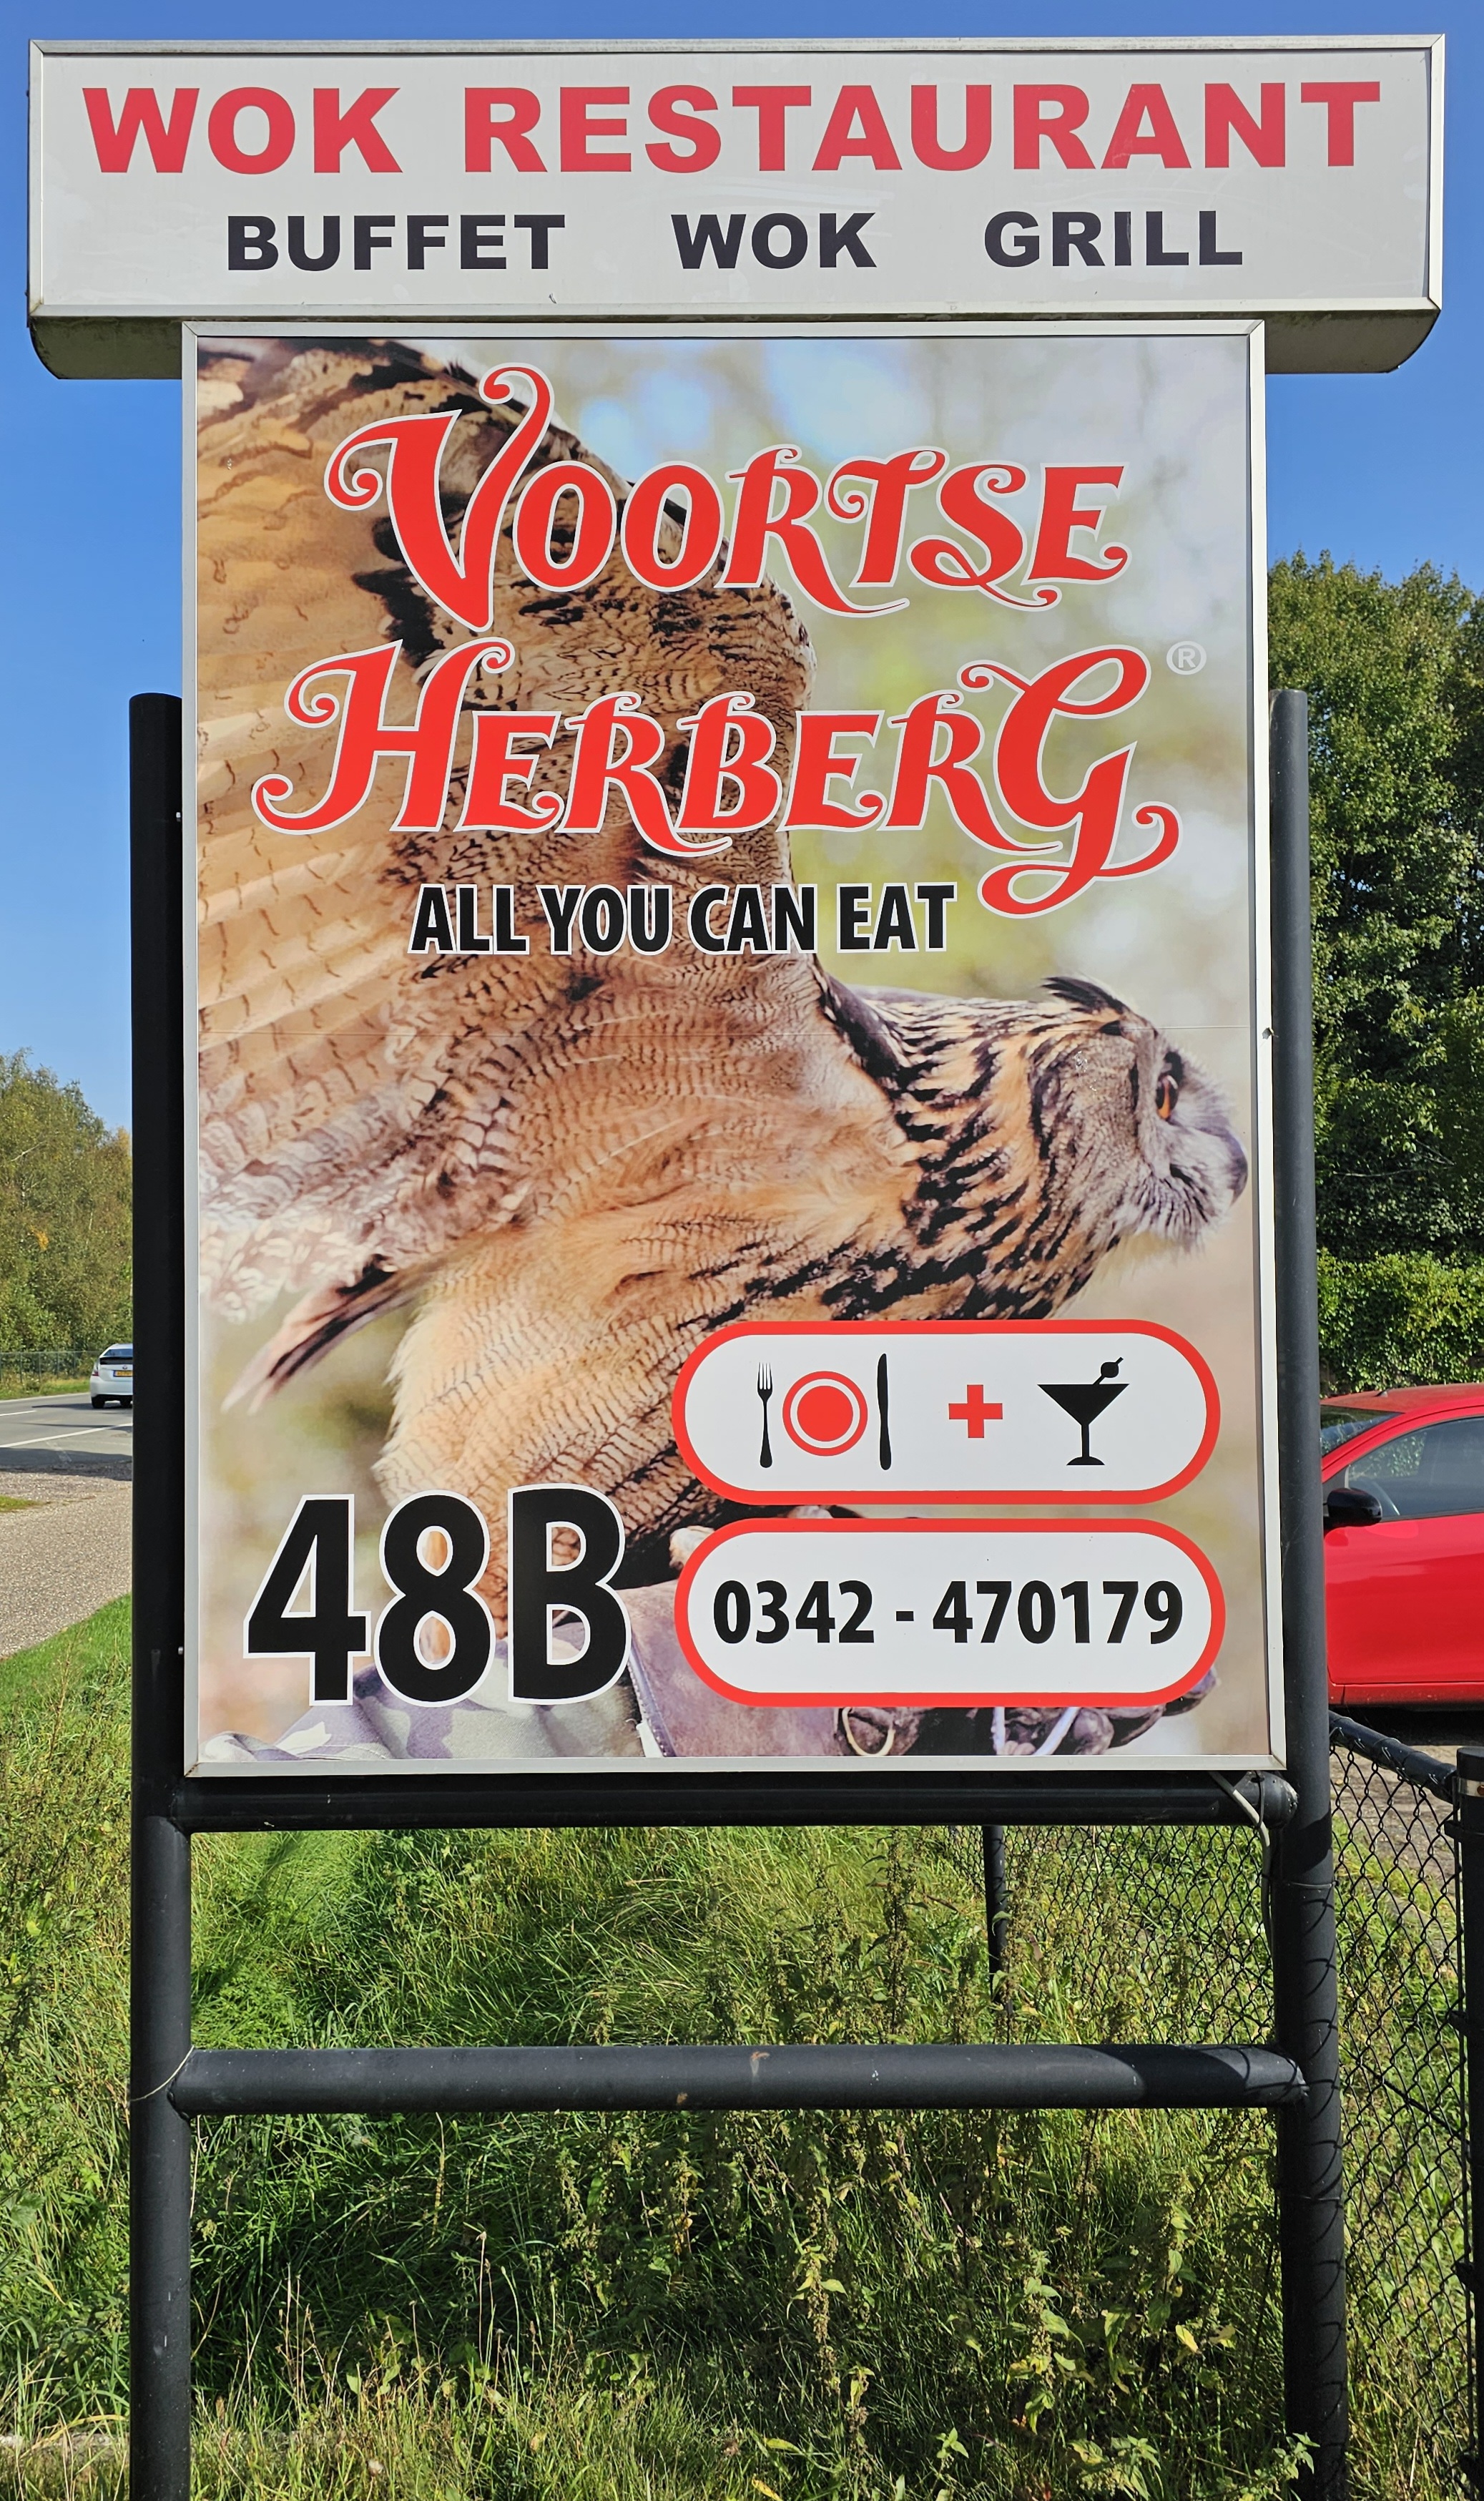 WOK RESTAURANT
BUFFET WOK GRILL
VOORTSE
HERBERG®
ALL YOU CAN EAT
48B
0342 - 470179